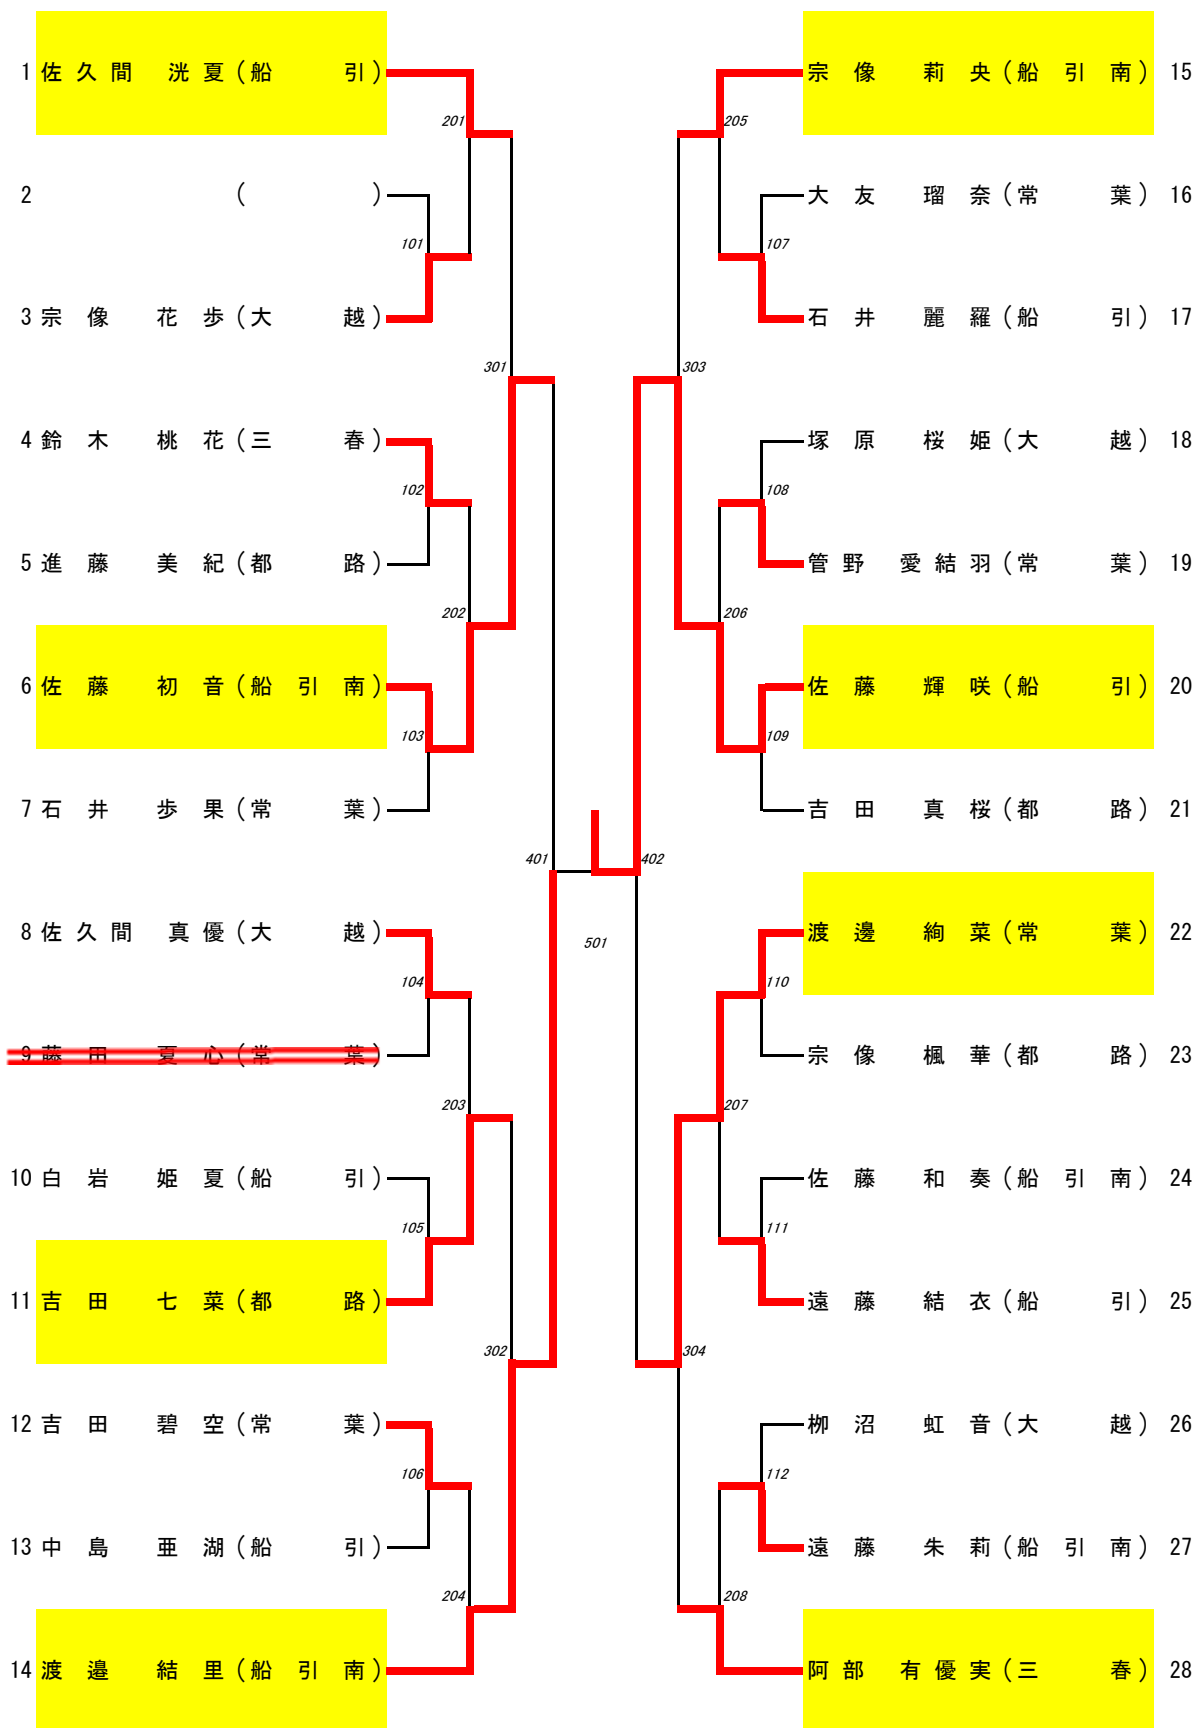 1 佐久間 洸夏(船引)
2 ( )
3 宗像 花歩(大越)
4 鈴木 桃花(三春)
5 進藤 美紀(都路)
6 佐藤 初音(船引南)
7 石井 歩果(常葉)
8 佐久間 真優(大越)
9 藤田 夏心(常葉)
10 白岩 姫夏(船引)
11 吉田 七菜(都路)
12 吉田 碧空(常葉)
13 中島 亜湖(船引)
14 渡邉 結里(船引南)
201
101
301
102
202
103
401
104
203
105
302
106
204
501
205
107
303
108
206
109
402
110
207
111
304
112
208
宗像 莉央(船引南) 15
大友 瑠奈(常葉) 16
石井 麗羅(船引) 17
塚原 桜姫(大越) 18
管野 愛結羽(常葉) 19
佐藤 輝咲(船引) 20
吉田 真桜(都路) 21
渡邊 絢菜(常葉) 22
宗像 楓華(都路) 23
佐藤 和奏(船引南) 24
遠藤 結衣(船引) 25
栁沼 虹音(大越) 26
遠藤 朱莉(船引南) 27
阿部 有優実(三春) 28